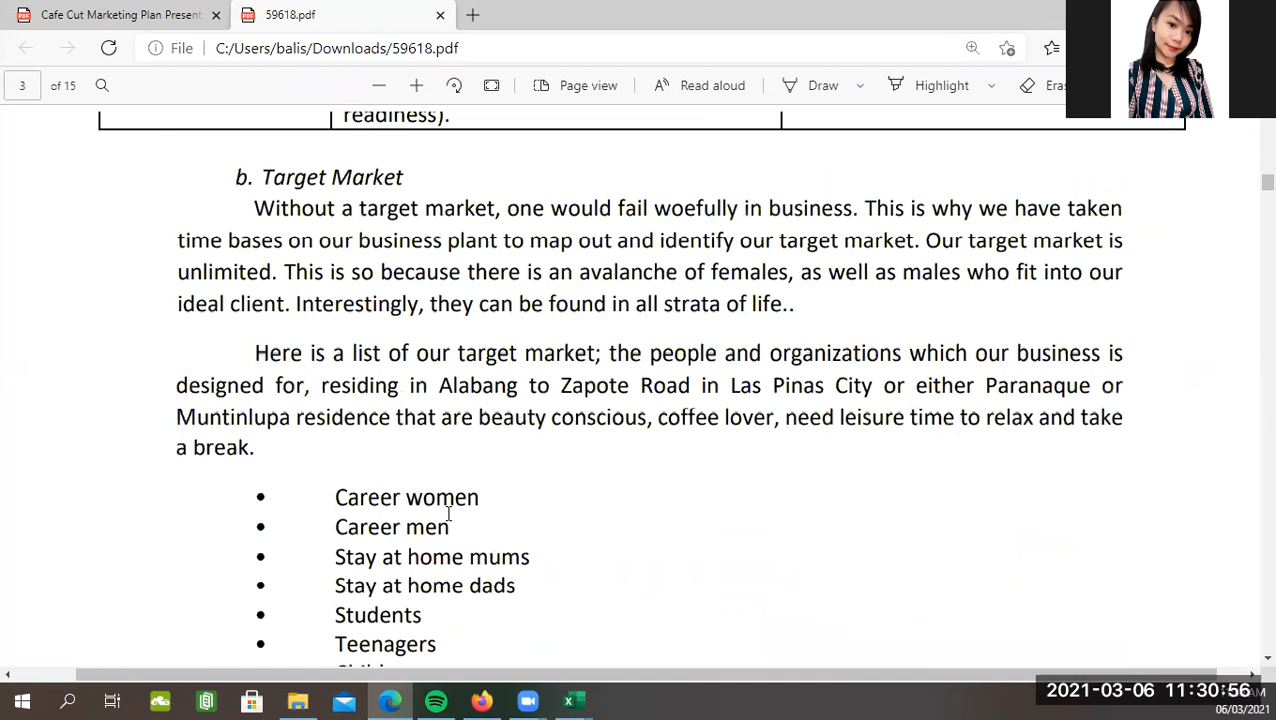 Cafe Cut Marketing Plan Present
59618.pdf
File
C:/Users/balis/Downloads/59618.pdf
3 of 15
Page view
Read aloud
Draw
Highlight
Eras
readiness).
b. Target Market
Without a target market, one would fail woefully in business. This is why we have taken
time bases on our business plant to map out and identify our target market. Our target market is
unlimited. This is so because there is an avalanche of females, as well as males who fit into our
ideal client. Interestingly, they can be found in all strata of life..
Here is a list of our target market; the people and organizations which our business is
designed for, residing in Alabang to Zapote Road in Las Pinas City or either Paranaque or
Muntinlupa residence that are beauty conscious, coffee lover, need leisure time to relax and take
a break.
• Career women
• Career men
• Stay at home mums
• Stay at home dads
• Students
• Teenagers
2021-03-06 11:30:56
06/03/2021